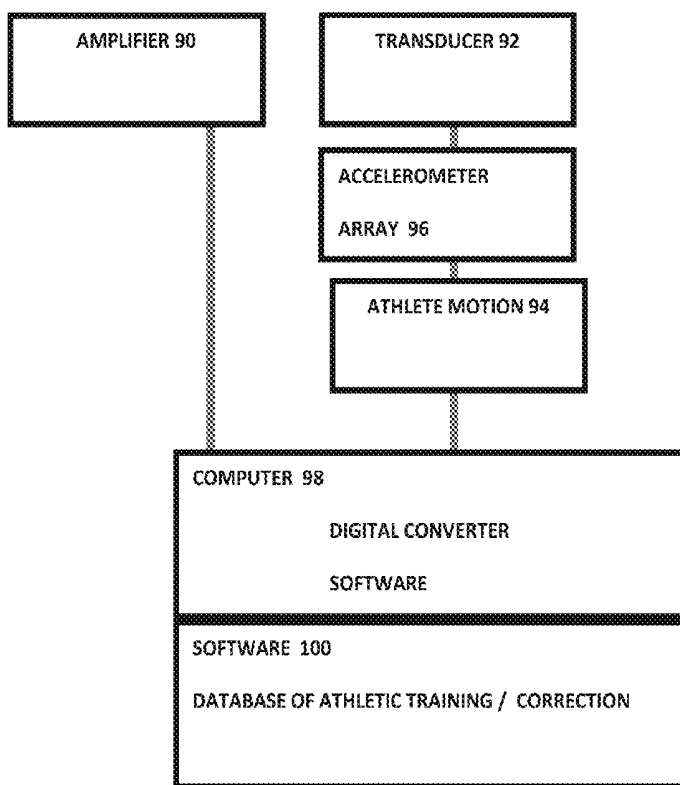 AMPLIFIER 90
TRANSDUCER 92
ACCELEROMETER
ARRAY 96
ATHLETE MOTION 94
COMPUTER 98
DIGITAL CONVERTER
SOFTWARE
SOFTWARE 100
DATABASE OF ATHLETIC TRAINING / CORRECTION